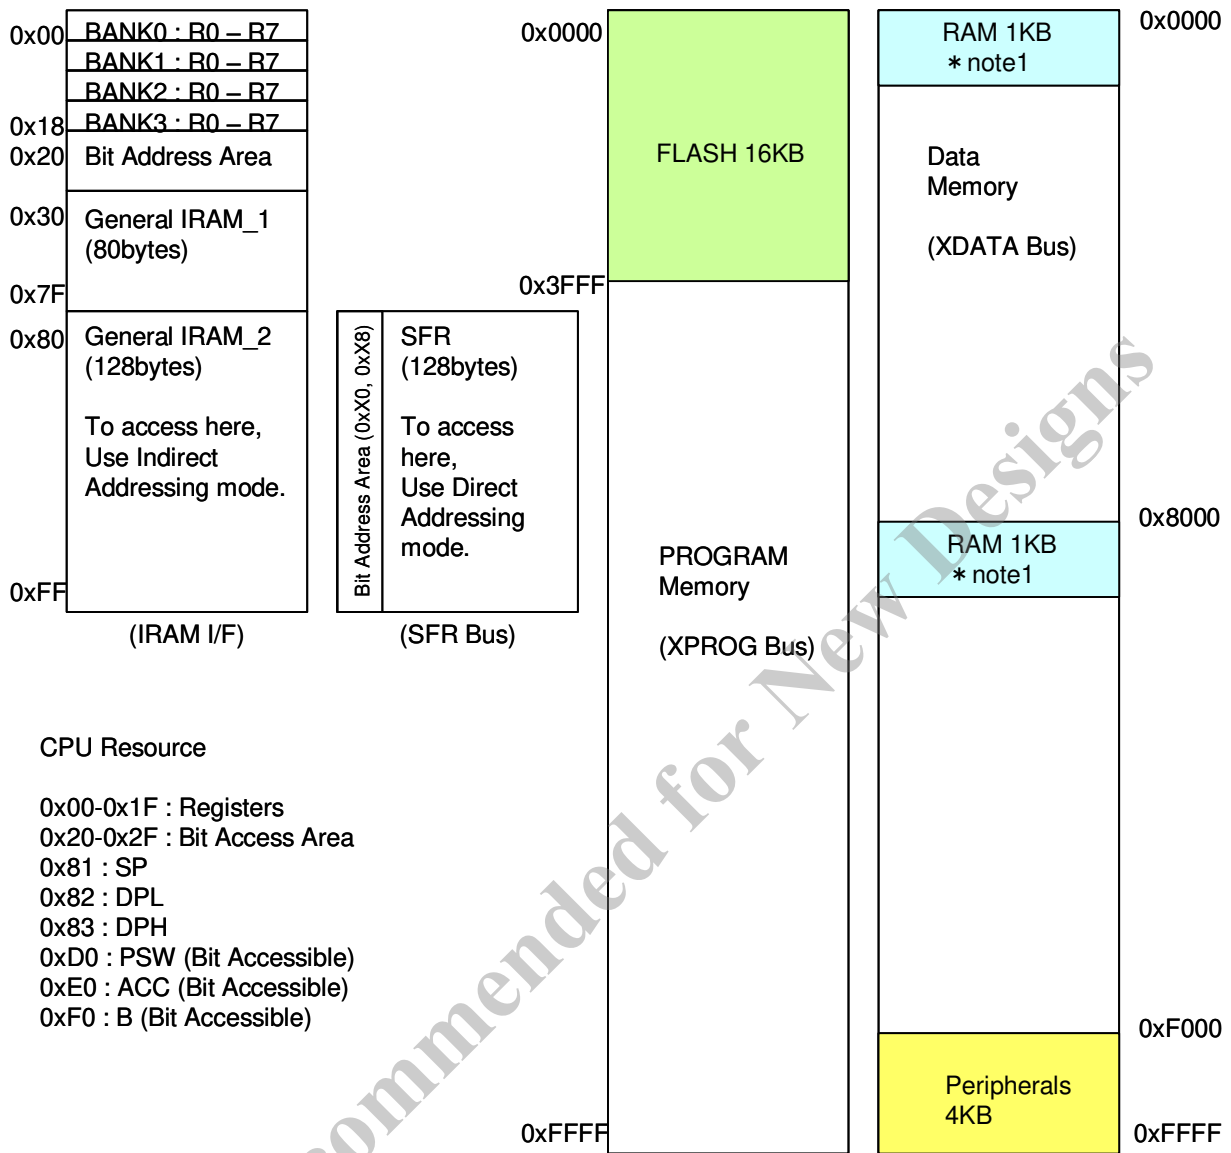 0x00
BANK0 : R0 – R7
BANK1 : R0 – R7
BANK2 : R0 – R7
0x18
BANK3 : R0 – R7
0x20
Bit Address Area
0x30
General IRAM_1
(80bytes)
0x7F
0x80
General IRAM_2
(128bytes)
To access here,
Use Indirect
Addressing mode.
0xFF
(IRAM I/F)
Bit Address Area (0xX0, 0xX8)
SFR
(128bytes)
To access
here,
Use Direct
Addressing
mode.
(SFR Bus)
0x0000
FLASH 16KB
0x3FFF
PROGRAM
Memory
(XPROG Bus)
0xFFFF
RAM 1KB
* note1
0x0000
Data
Memory
(XDATA Bus)
0x8000
RAM 1KB
* note1
0xF000
Peripherals
4KB
0xFFFF
CPU Resource
0x00-0x1F : Registers
0x20-0x2F : Bit Access Area
0x81 : SP
0x82 : DPL
0x83 : DPH
0xD0 : PSW (Bit Accessible)
0xE0 : ACC (Bit Accessible)
0xF0 : B (Bit Accessible)
commended for New Designs